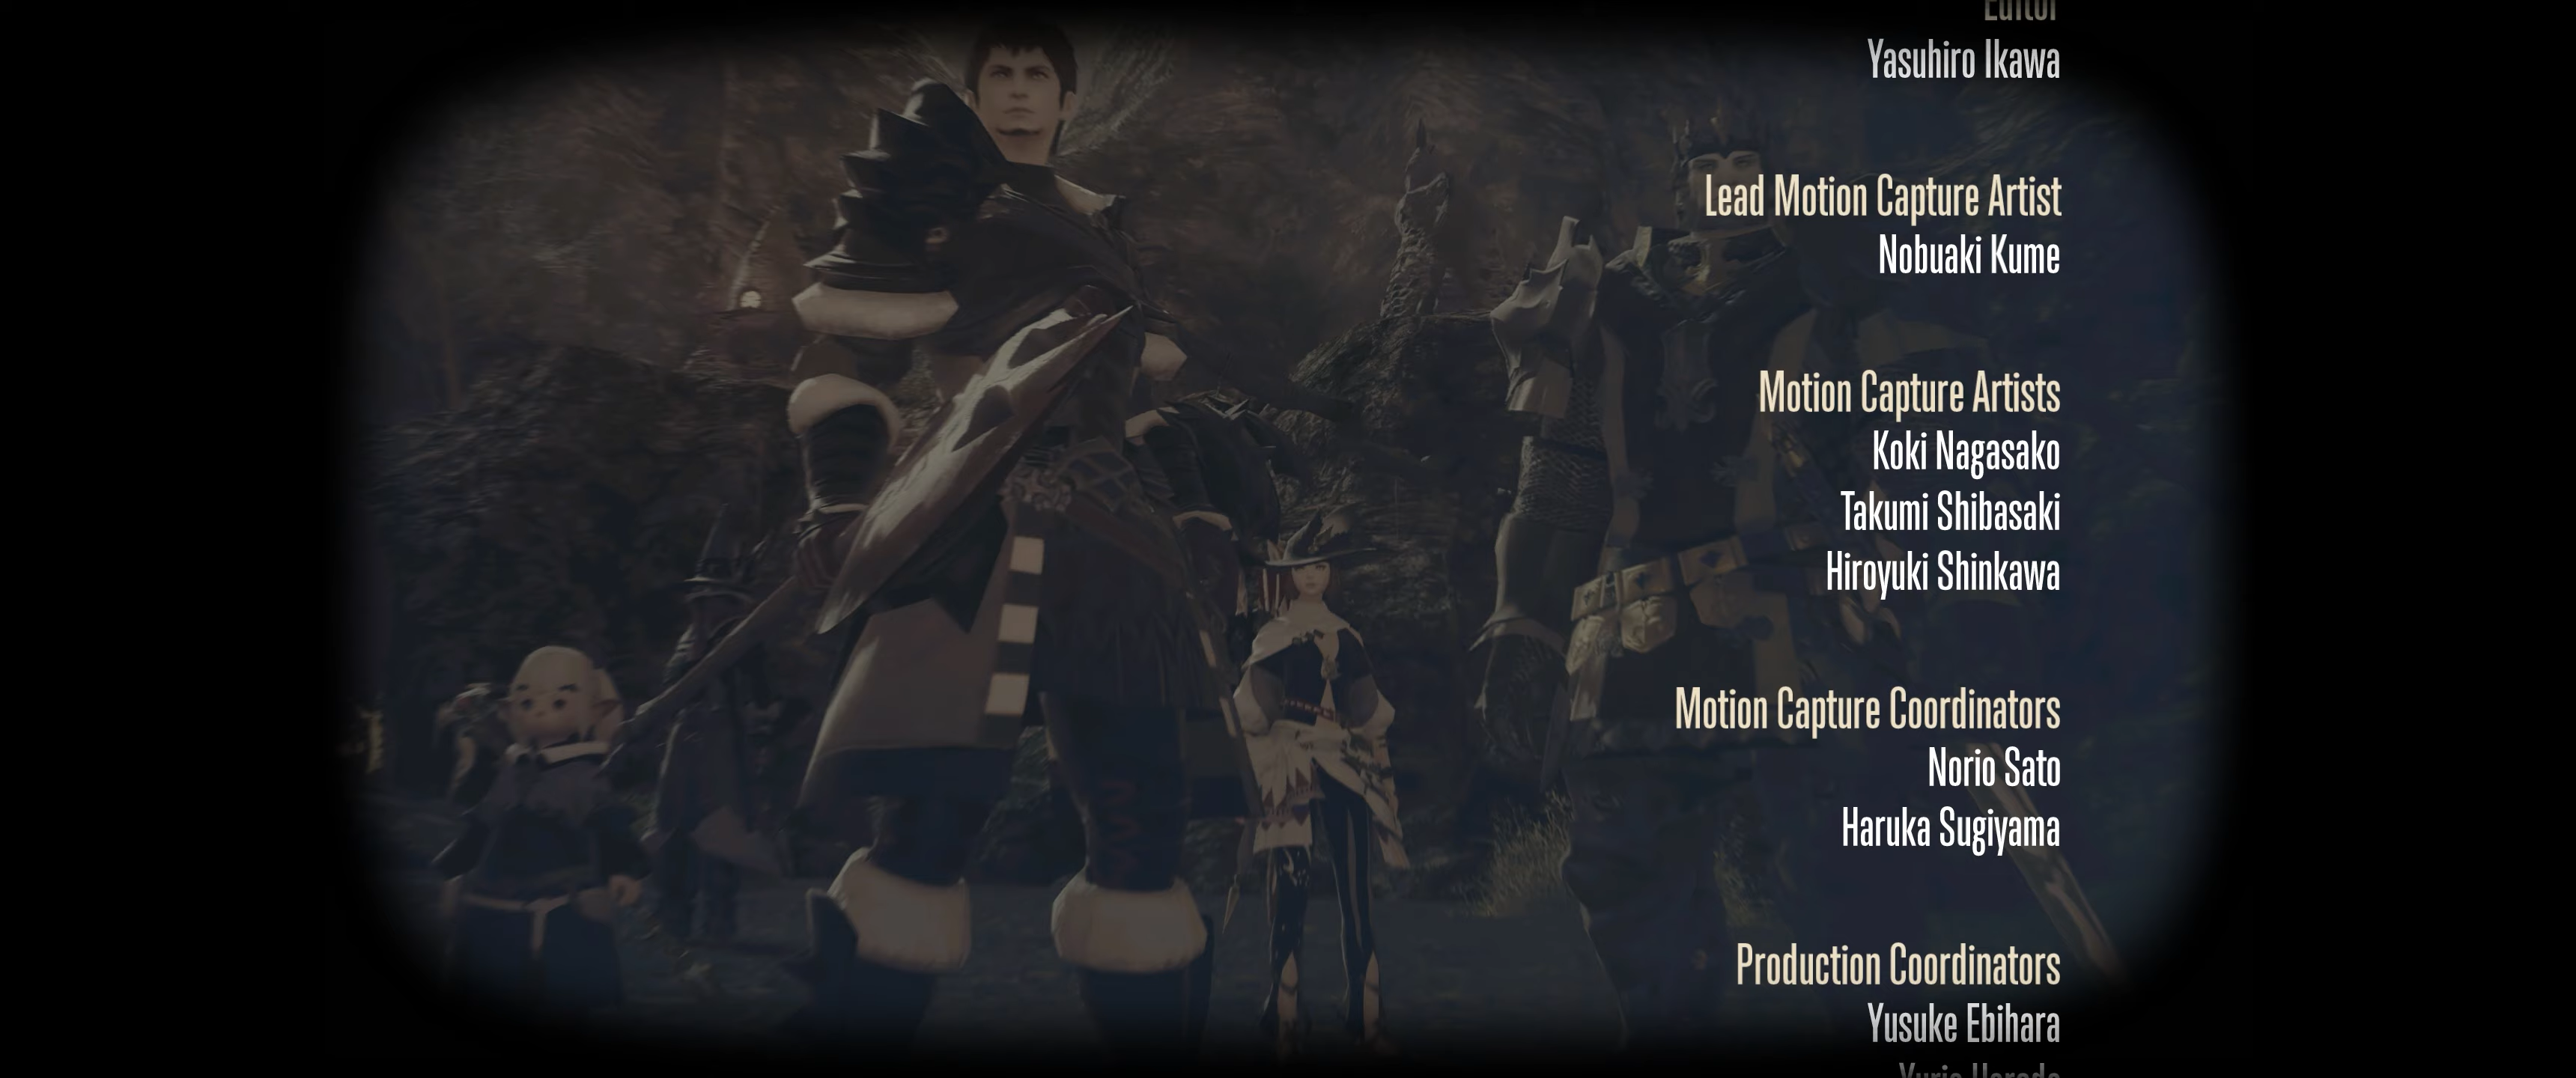 Editor
Yasuhiro Ikawa
Lead Motion Capture Artist
Nobuaki Kume
Motion Capture Artists
Koki Nagasako
Takumi Shibasaki
Hiroyuki Shinkawa
Motion Capture Coordinators
Norio Sato
Haruka Sugiyama
Production Coordinators
Yusuke Ebihara